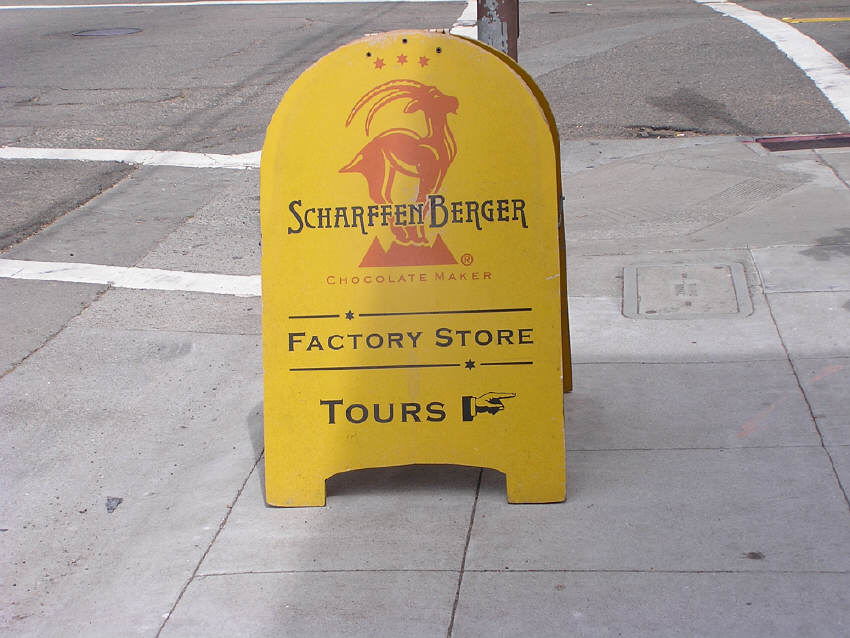 SCHARFFEN BERGER
®
CHOCOLATE MAKER
FACTORY STORE
TOURS